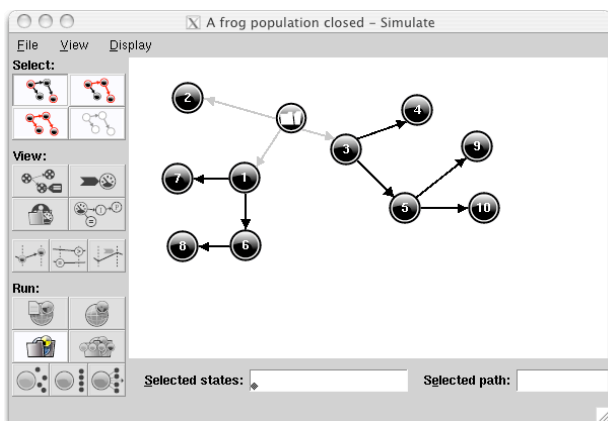 A frog population closed – Simulate
File View Display
Select:
View:
Run:
2
4
3
9
7
1
5
10
8
6
Selected states:
Selected path: